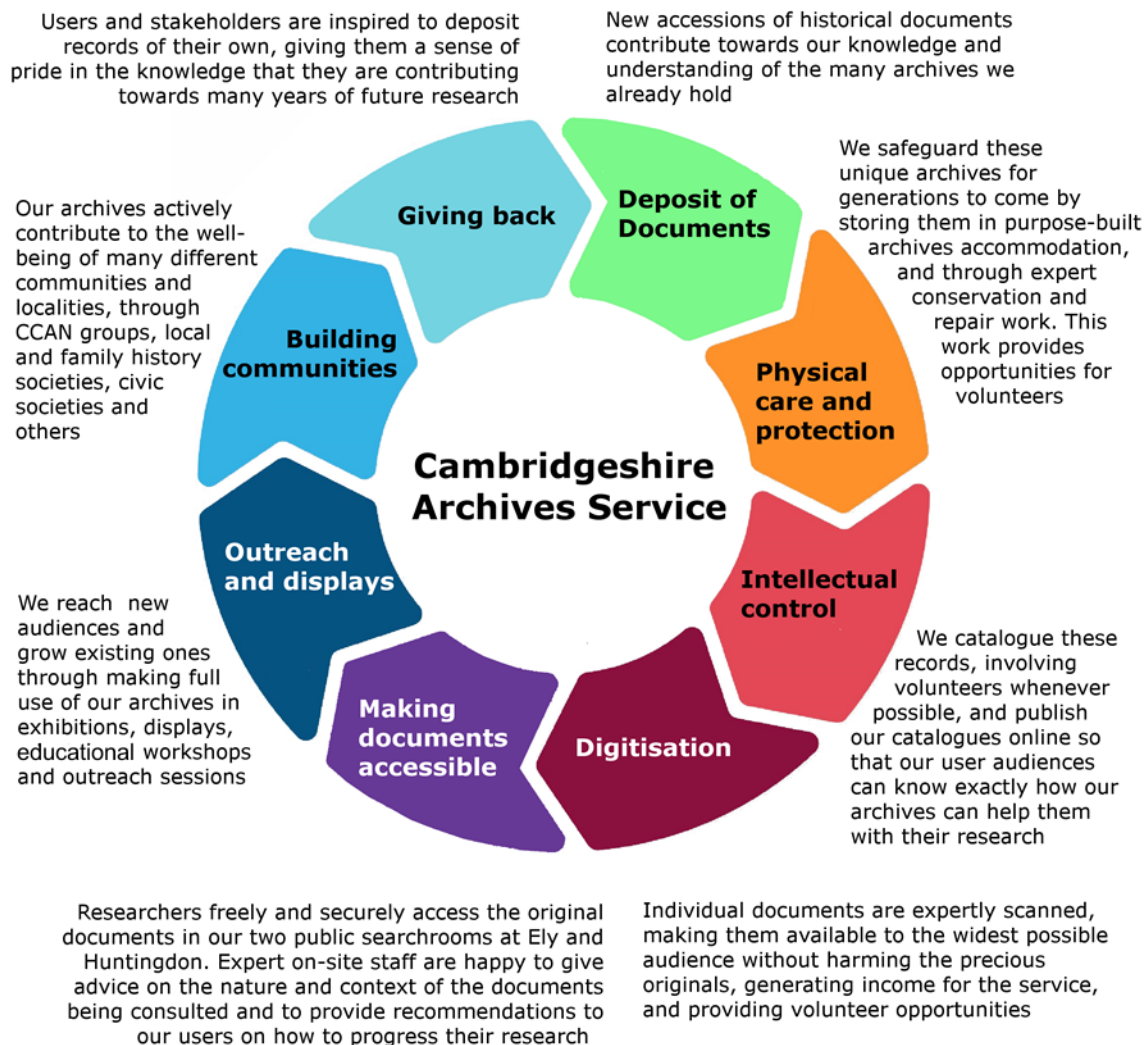 Users and stakeholders are inspired to deposit
records of their own, giving them a sense of
pride in the knowledge that they are contributing
towards many years of future research
New accessions of historical documents
contribute towards our knowledge and
understanding of the many archives we
already hold
Giving back
Deposit of
Documents
We safeguard these
unique archives for
generations to come by
storing them in purpose-built
archives accommodation,
and through expert
conservation and
repair work. This
work provides
opportunities for
volunteers
Our archives actively
contribute to the well-
being of many different
communities and
localities, through
CCAN groups, local
and family history
societies, civic
societies and
others
Building
communities
Physical
care and
protection
Cambridgeshire
Archives Service
Outreach
and displays
Intellectual
control
We reach  new
audiences and
grow existing ones
through making full
use of our archives in
exhibitions, displays,
educational workshops
and outreach sessions
We catalogue these
records, involving
volunteers whenever
possible, and publish
our catalogues online so
that our user audiences
can know exactly how our
archives can help them
with their research
Making
documents
accessible
Digitisation
Researchers freely and securely access the original
documents in our two public searchrooms at Ely and
Huntingdon. Expert on-site staff are happy to give
advice on the nature and context of the documents
being consulted and to provide recommendations to
our users on how to progress their research
Individual documents are expertly scanned,
making them available to the widest possible
audience without harming the precious
originals, generating income for the service,
and providing volunteer opportunities